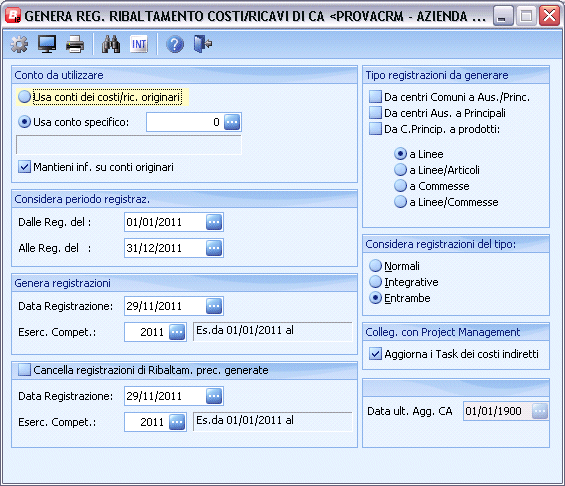 GENERA REG. RIBALTAMENTO COSTI/RICAVI DI CA <PROVACRM - AZIENDA ...
INT
Conto da utilizzare
Usa conti dei costi/ric. originari
Usa conto specifico: 0
Mantieni inf. su conti originari
Considera periodo registraz.
Dalle Reg. del : 01/01/2011
Alle Reg. del : 31/12/2011
Genera registrazioni
Data Registrazione: 29/11/2011
Eserc. Compet.: 2011 Es.da 01/01/2011 al
Cancella registrazioni di Ribaltam. prec. generate
Data Registrazione: 29/11/2011
Eserc. Compet.: 2011 Es.da 01/01/2011 al
Tipo registrazioni da generare
Da centri Comuni a Aus./Princ.
Da centri Aus. a Principali
Da C.Princip. a prodotti:
a Linee
a Linee/Articoli
a Commesse
a Linee/Commesse
Considera registrazioni del tipo:
Normali
Integrative
Entrambe
Colleg. con Project Management
Aggiorna i Task dei costi indiretti
Data ult. Agg. CA 01/01/1900